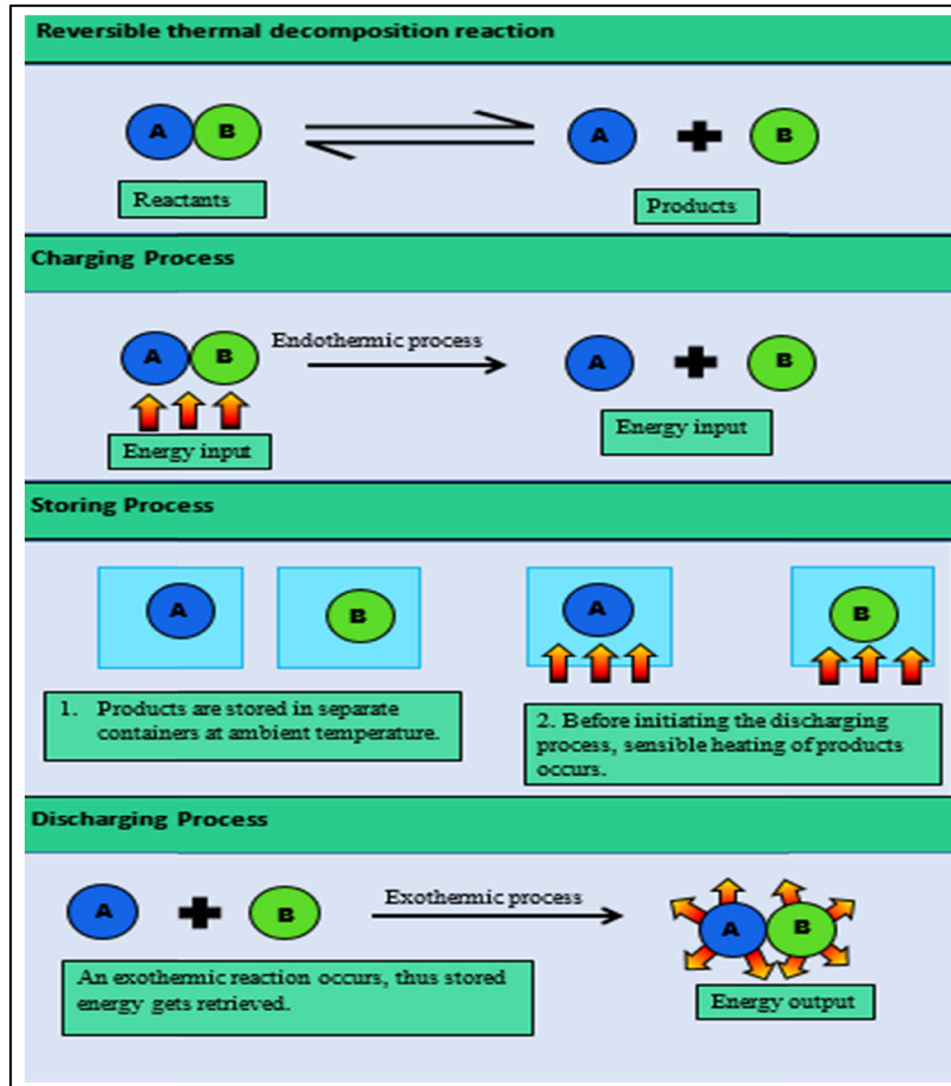 Reversible thermal decomposition reaction
A B
A
B
Reactants
Products
Charging Process
A B
Endothermic process
A
B
Energy input
Energy input
Storing Process
A
B
A
B
1. Products are stored in separate
containers at ambient temperature.
2. Before initiating the discharging
process, sensible heating of products
occurs.
Discharging Process
A
B
Exothermic process
A B
An exothermic reaction occurs, thus stored
energy gets retrieved.
Energy output